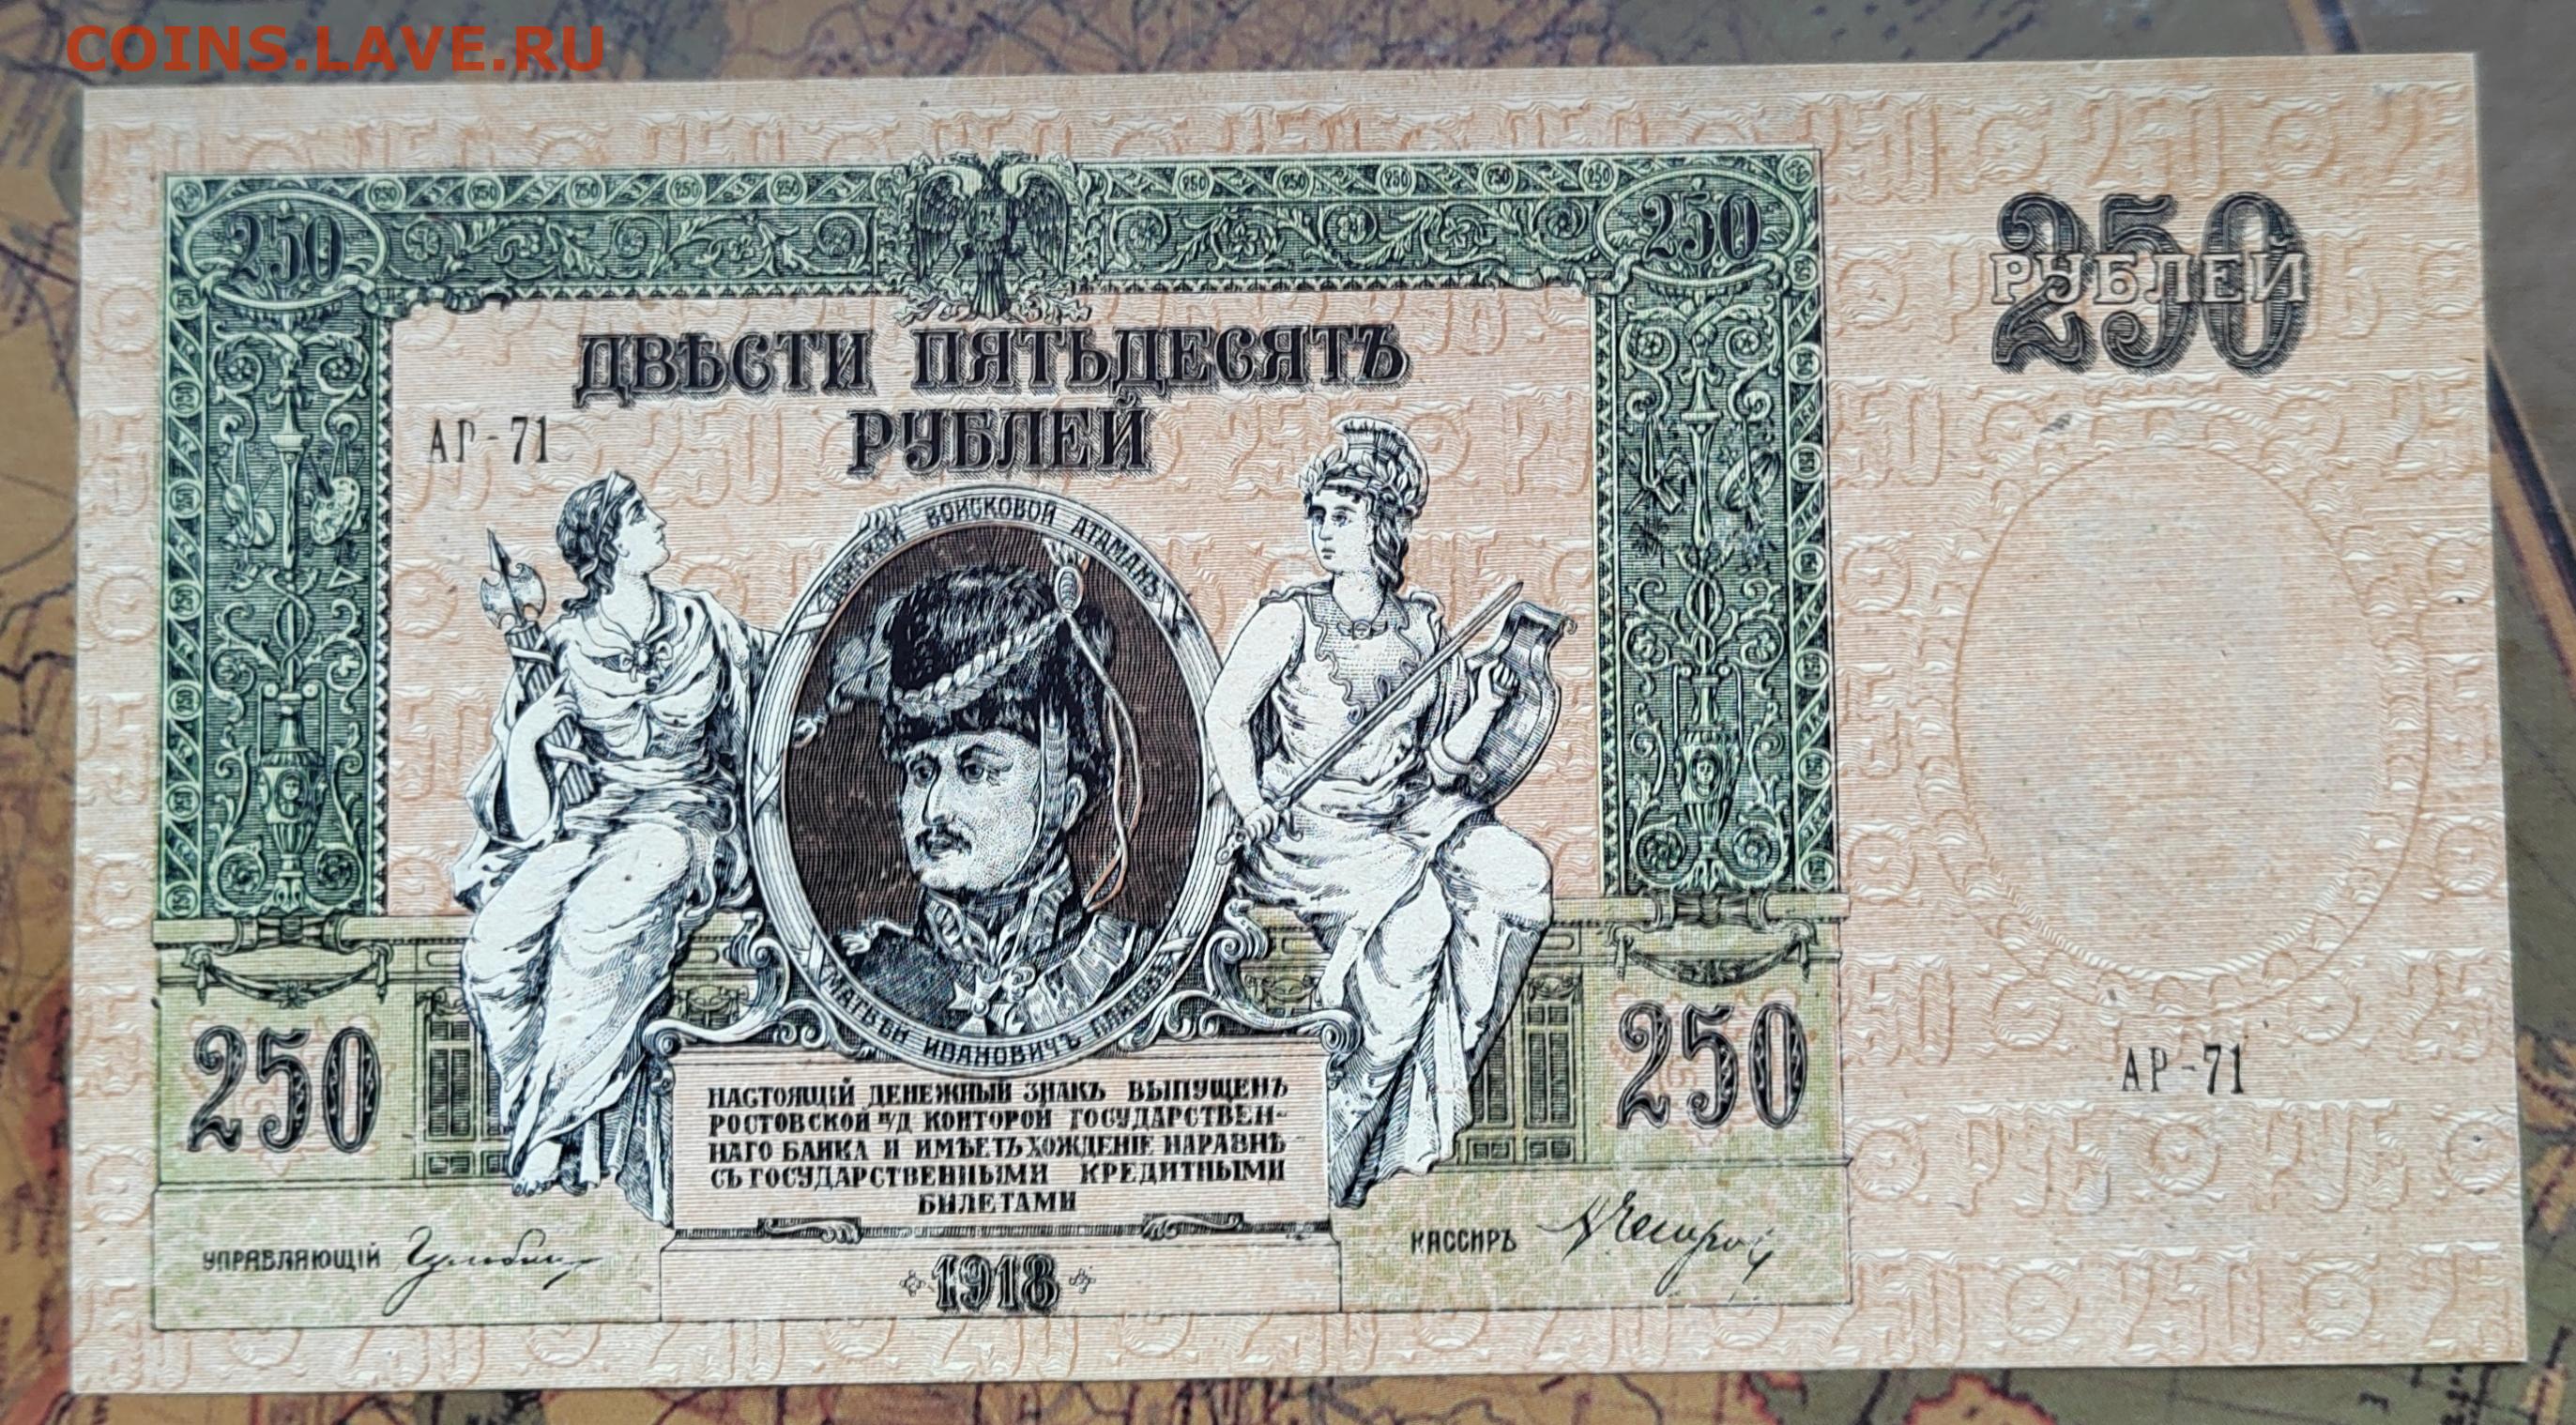 COINS.LAVE.RU
250
250
250
РУБЛЕЙ
ДВѢСТИ ПЯТЬДЕСЯТЪ
РУБЛЕЙ
АР-71
ДОНСКОЙ ВОЙСКОВОЙ АТАМАНЪ
МАТВѢЙ ИВАНОВИЧЪ ПЛАТОВЪ
250
250
АР-71
НАСТОЯЩІЙ ДЕНЕЖНЫЙ ЗНАКЪ ВЫПУЩЕНЪ
РОСТОВСКОЙ Н/Д КОНТОРОЙ ГОСУДАРСТВЕН-
НАГО БАНКА И ИМѢЕТЪ ХОЖДЕНІЕ НАРАВНѢ
СЪ ГОСУДАРСТВЕННЫМИ КРЕДИТНЫМИ
БИЛЕТАМИ
УПРАВЛЯЮЩІЙ
КАССИРЪ
1918